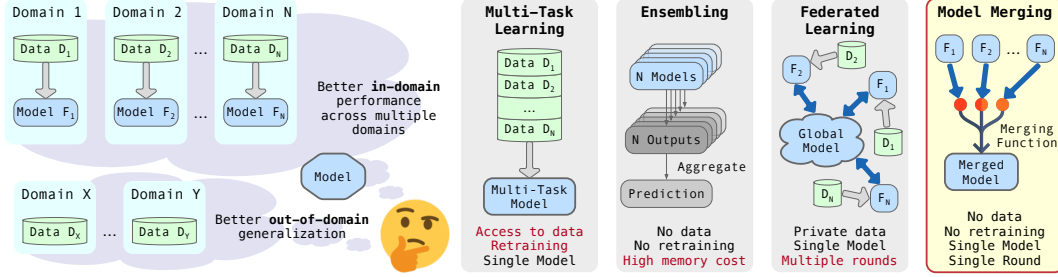 Domain 1
Domain 2
Domain N
Data D1
Data D2
...
Data DN
Model F1
Model F2
...
Model FN
Better in-domain
performance
across multiple
domains
Model
Domain X
Domain Y
Data DX
...
Data DY
Better out-of-domain
generalization
Multi-Task
Learning
D1
D2
...
Data DN
Multi-Task
Model
Access to data
Retraining
Single Model
Ensembling
N Models
N Outputs
Aggregate
Prediction
No data
No retraining
High memory cost
Federated
Learning
F2
D2
F1
Global
Model
D1
DN
FN
Private data
Single Model
Multiple rounds
Model Merging
F1
F2
...
FN
Merging
Function
Merged
Model
No data
No retraining
Single Model
Single Round